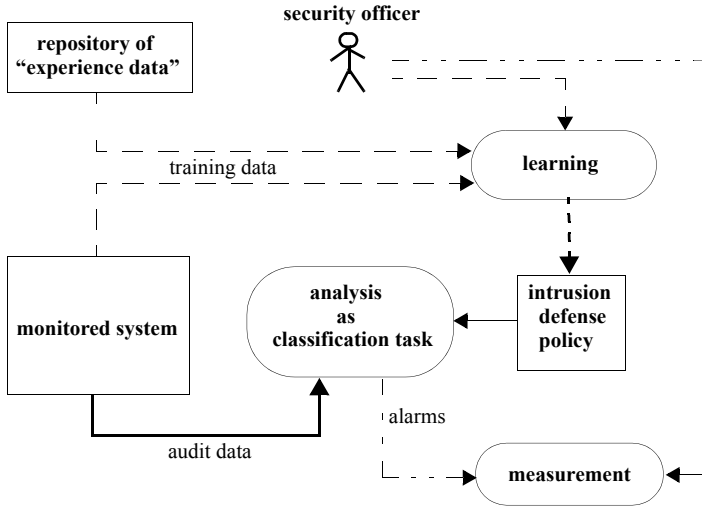 security officer
repository of
“experience data”
training data
learning
monitored system
analysis
as
classification task
intrusion
defense
policy
audit data
alarms
measurement